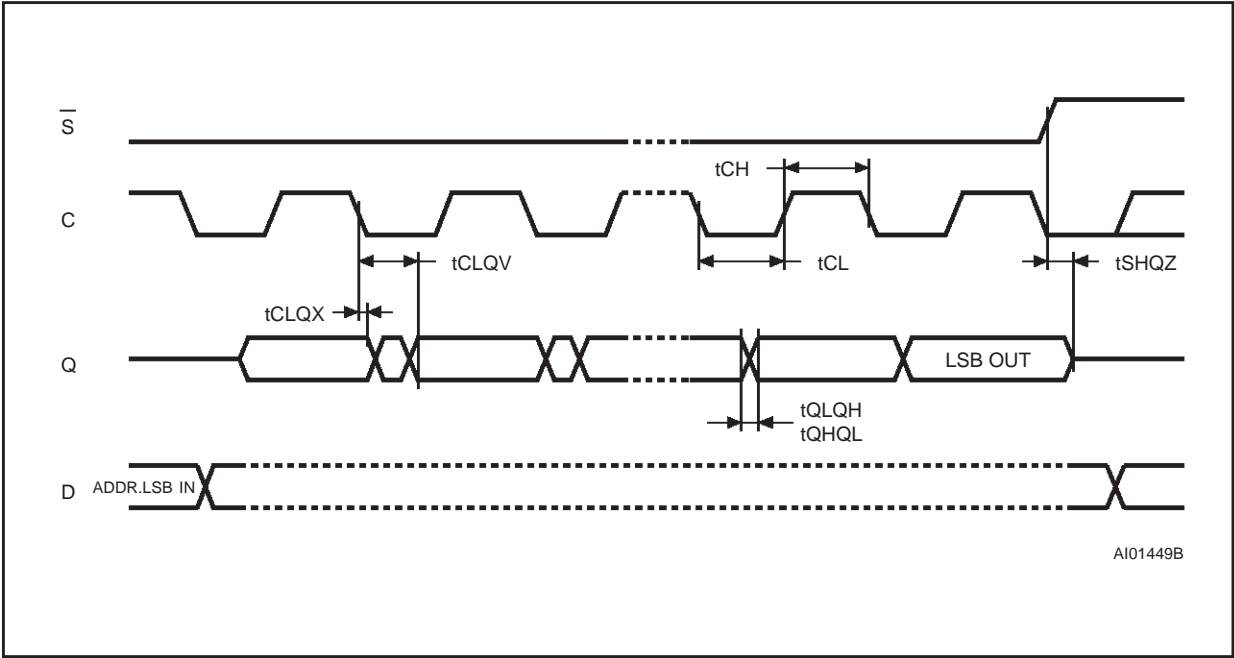 S̅
tCH
C
tCLQV
tCL
tSHQZ
tCLQX
Q
LSB OUT
tQLQH
tQHQL
D
ADDR.LSB IN
AI01449B